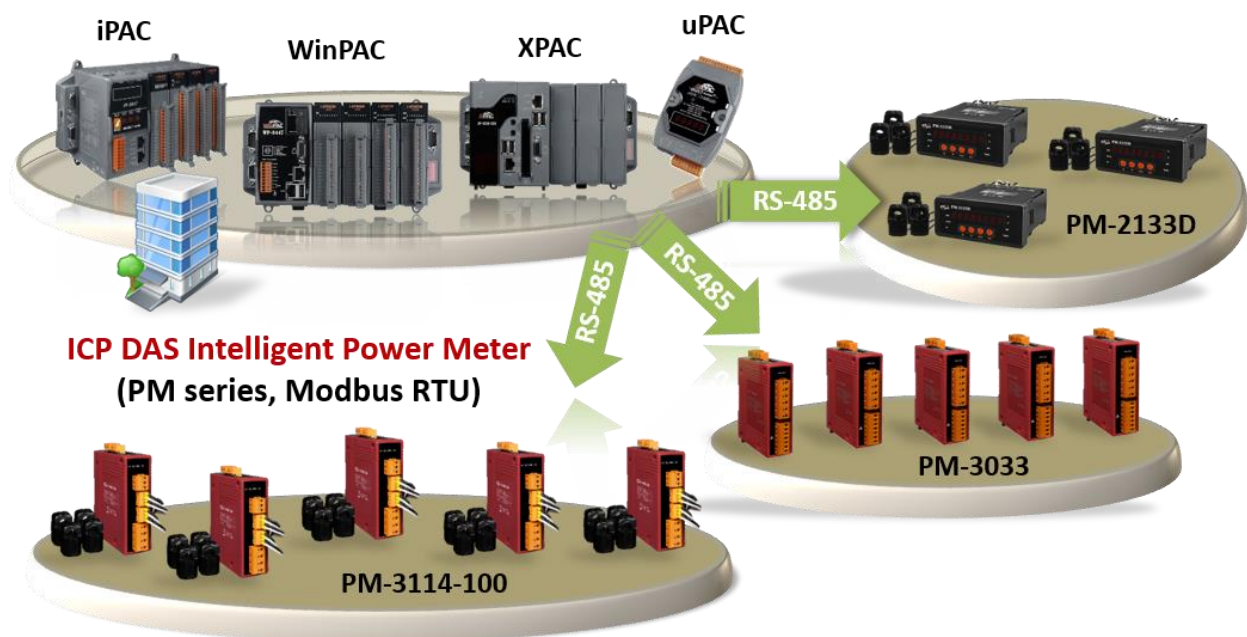 iPAC
WinPAC
XPAC
uPAC
RS-485
PM-2133D
RS-485
RS-485
ICP DAS Intelligent Power Meter
(PM series, Modbus RTU)
PM-3033
PM-3114-100